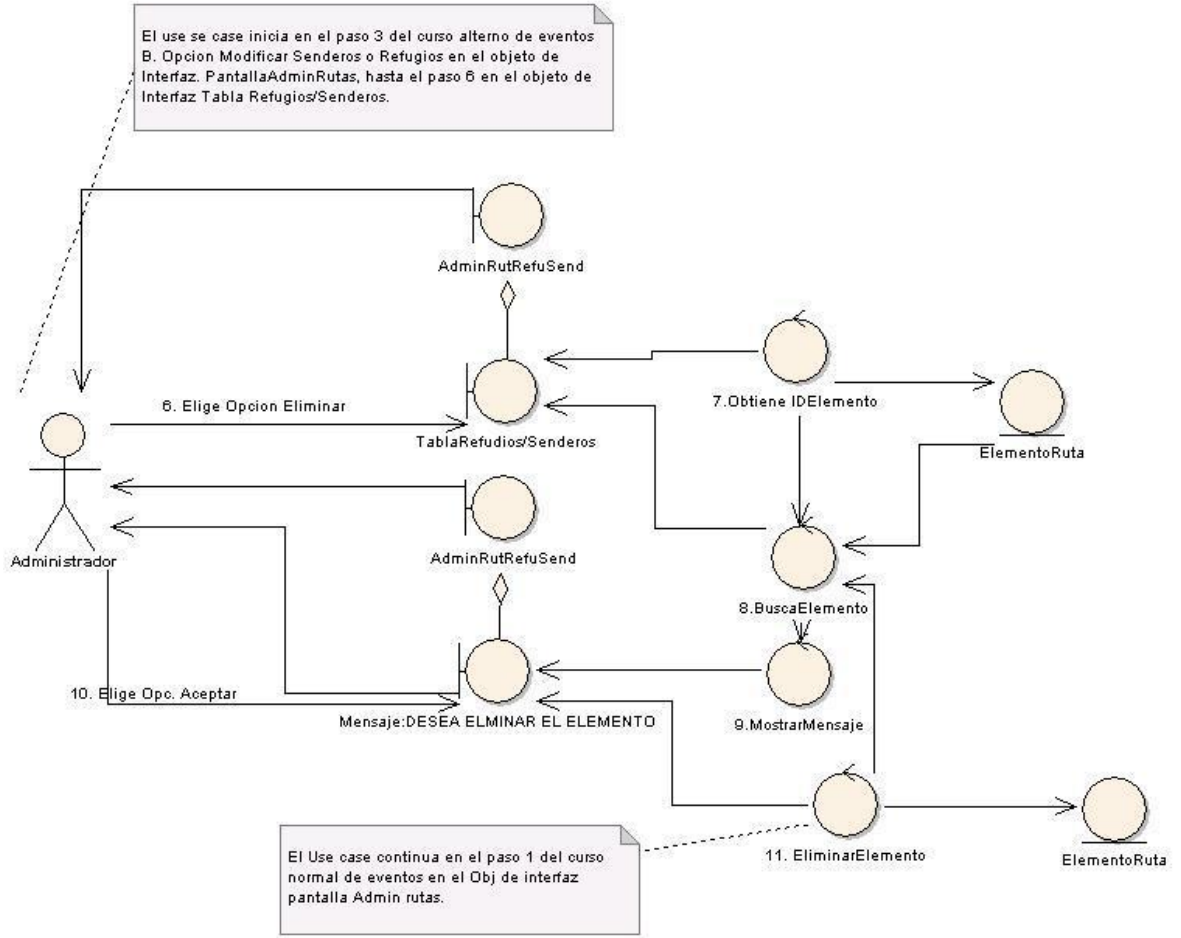 El use se case inicia en el paso 3 del curso alterno de eventos
B. Opcion Modificar Senderos o Refugios en el objeto de
Interfaz. PantallaAdminRutas, hasta el paso 6 en el objeto de
Interfaz Tabla Refugios/Senderos.
AdminRutRefuSend
6. Elige Opcion Eliminar
7.Obtiene IDElemento
TablaRefudios/Senderos
ElementoRuta
Administrador
AdminRutRefuSend
8.BuscaElemento
10. Elige Opc. Aceptar
Mensaje:DESEA ELMINAR EL ELEMENTO
9.MostrarMensaje
El Use case continua en el paso 1 del curso
normal de eventos en el Obj de interfaz
pantalla Admin rutas.
11. EliminarElemento
ElementoRuta